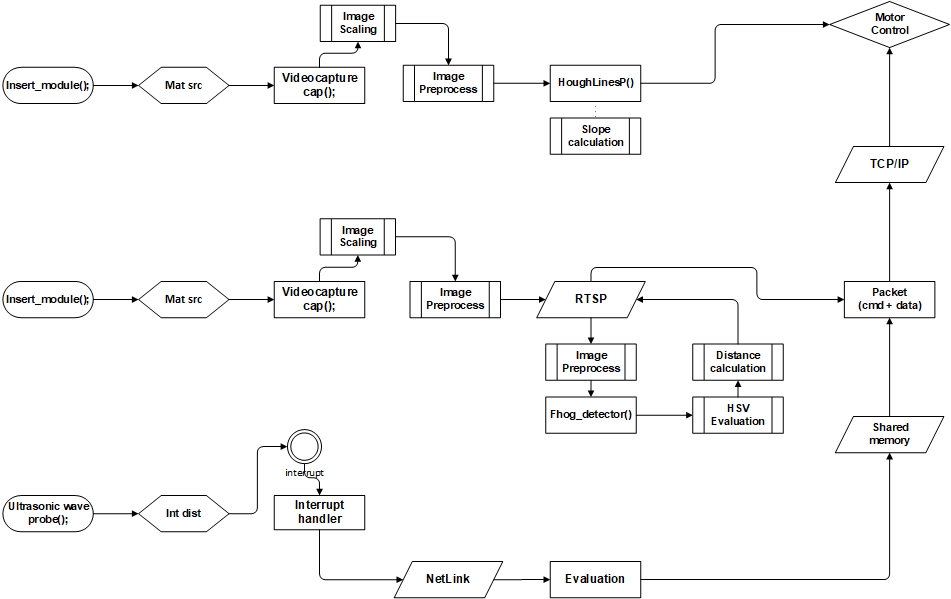 Image
Scaling
Motor
Control
Insert_module();
Mat src
Videocapture
cap();
Image
Preprocess
HoughLinesP()
Slope
calculation
TCP/IP
Image
Scaling
Insert_module();
Mat src
Videocapture
cap();
Image
Preprocess
RTSP
Packet
(cmd + data)
Image
Preprocess
Distance
calculation
Fhog_detector()
HSV
Evaluation
Shared
memory
interrupt
Ultrasonic wave
probe();
Int dist
Interrupt
handler
NetLink
Evaluation